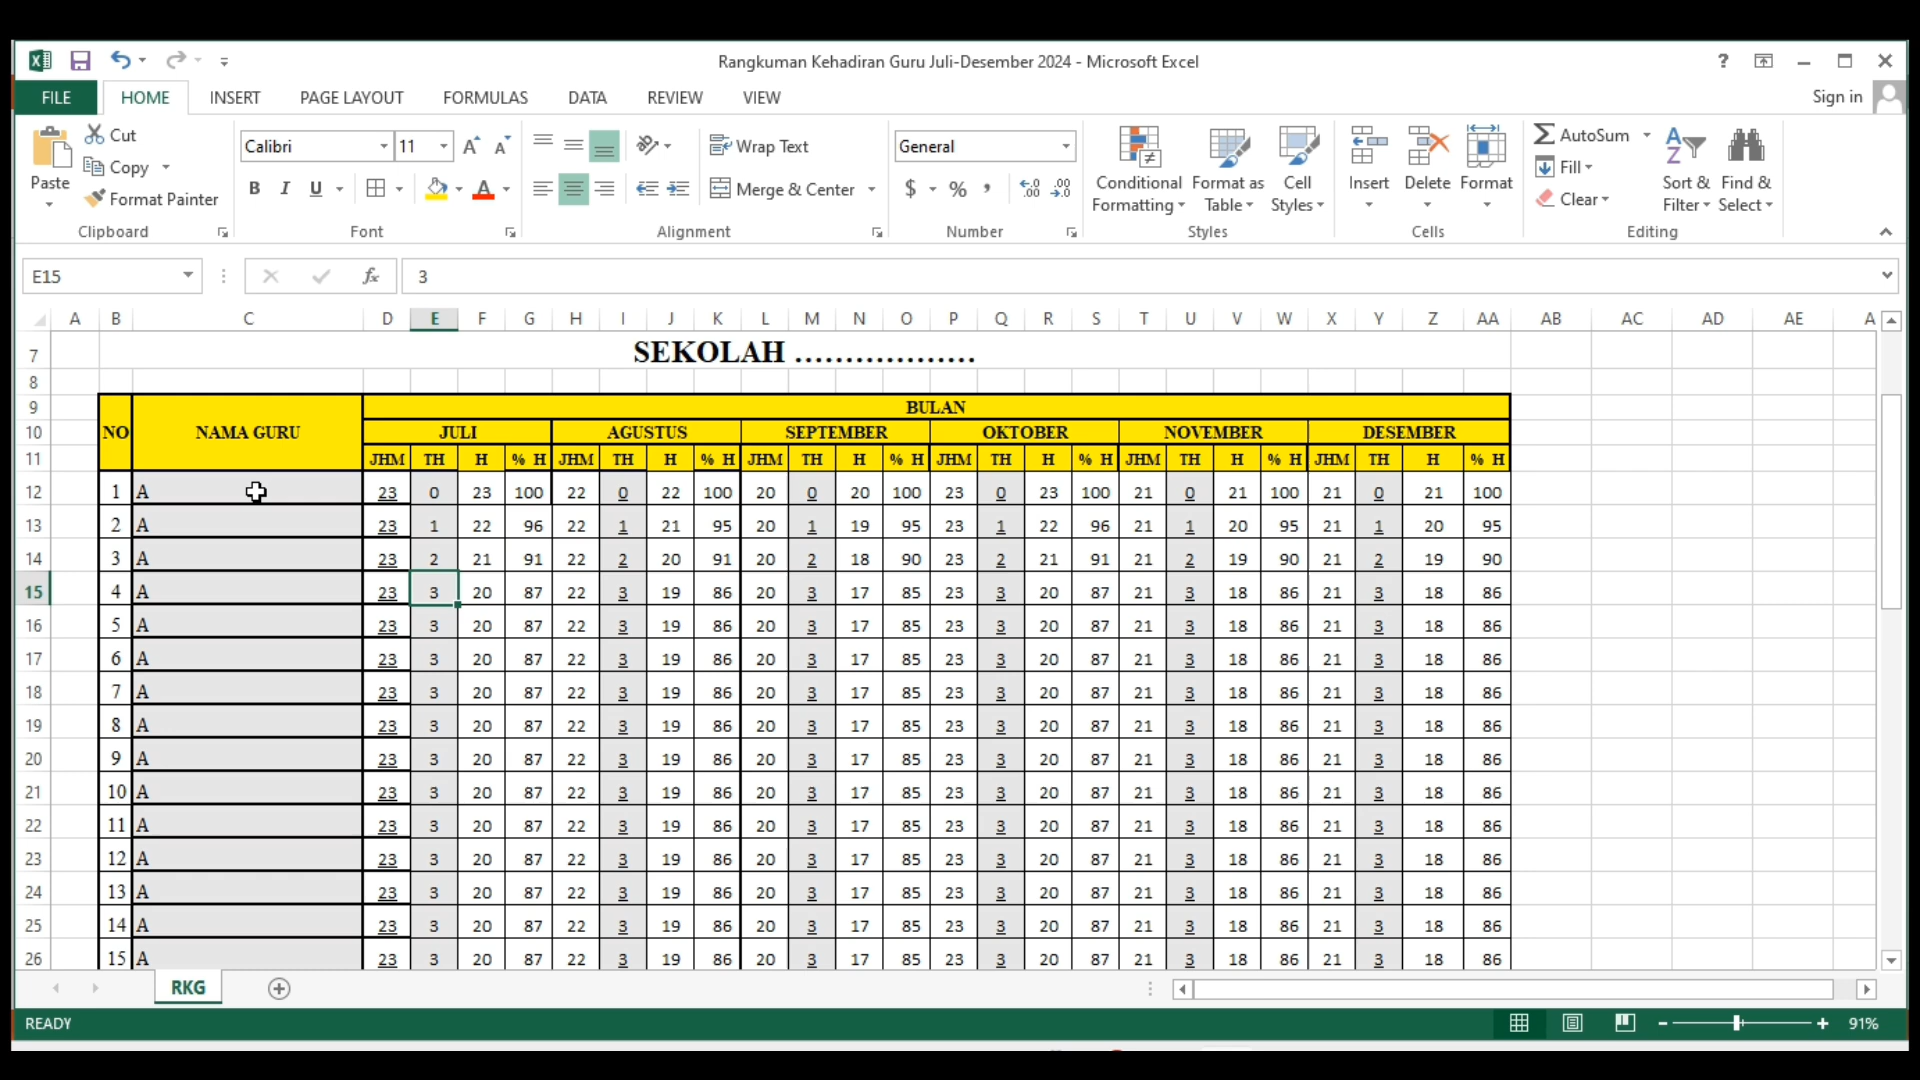 Rangkuman Kehadiran Guru Juli-Desember 2024 - Microsoft Excel
FILE HOME INSERT PAGE LAYOUT FORMULAS DATA REVIEW VIEW Sign in
Paste Cut Copy Format Painter Clipboard
Calibri 11 B I U A A A Font
Wrap Text Merge & Center Alignment
General $ % , Number
Conditional Formatting Format as Table Cell Styles Styles
Insert Delete Format Cells
AutoSum Fill Clear Sort & Filter Find & Select Editing
E15 fx 3
A B C D E F G H I J K L M N O P Q R S T U V W X Y Z AA AB AC AD AE A
7 SEKOLAH ..................
8
9 BULAN
10 NO NAMA GURU JULI AGUSTUS SEPTEMBER OKTOBER NOVEMBER DESEMBER
11 JHM TH H % H JHM TH H % H JHM TH H % H JHM TH H % H JHM TH H % H JHM TH H % H
12 1 A 23 0 23 100 22 0 22 100 20 0 20 100 23 0 23 100 21 0 21 100 21 0 21 100
13 2 A 23 1 22 96 22 1 21 95 20 1 19 95 23 1 22 96 21 1 20 95 21 1 20 95
14 3 A 23 2 21 91 22 2 20 91 20 2 18 90 23 2 21 91 21 2 19 90 21 2 19 90
15 4 A 23 3 20 87 22 3 19 86 20 3 17 85 23 3 20 87 21 3 18 86 21 3 18 86
16 5 A 23 3 20 87 22 3 19 86 20 3 17 85 23 3 20 87 21 3 18 86 21 3 18 86
17 6 A 23 3 20 87 22 3 19 86 20 3 17 85 23 3 20 87 21 3 18 86 21 3 18 86
18 7 A 23 3 20 87 22 3 19 86 20 3 17 85 23 3 20 87 21 3 18 86 21 3 18 86
19 8 A 23 3 20 87 22 3 19 86 20 3 17 85 23 3 20 87 21 3 18 86 21 3 18 86
20 9 A 23 3 20 87 22 3 19 86 20 3 17 85 23 3 20 87 21 3 18 86 21 3 18 86
21 10 A 23 3 20 87 22 3 19 86 20 3 17 85 23 3 20 87 21 3 18 86 21 3 18 86
22 11 A 23 3 20 87 22 3 19 86 20 3 17 85 23 3 20 87 21 3 18 86 21 3 18 86
23 12 A 23 3 20 87 22 3 19 86 20 3 17 85 23 3 20 87 21 3 18 86 21 3 18 86
24 13 A 23 3 20 87 22 3 19 86 20 3 17 85 23 3 20 87 21 3 18 86 21 3 18 86
25 14 A 23 3 20 87 22 3 19 86 20 3 17 85 23 3 20 87 21 3 18 86 21 3 18 86
26 15 A 23 3 20 87 22 3 19 86 20 3 17 85 23 3 20 87 21 3 18 86 21 3 18 86
RKG
READY 91%